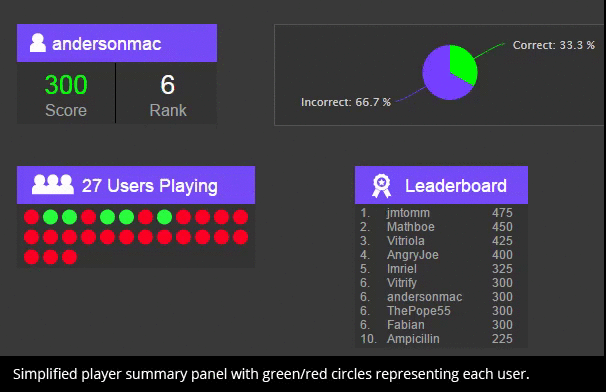 andersonmac
300 6
Score Rank
Correct: 33.3 %
Incorrect: 66.7 %
27 Users Playing
Leaderboard
1. jmtomm 475
2. Mathboe 450
3. Vitriola 425
4. AngryJoe 400
5. Imriel 325
6. Vitrify 300
6. andersonmac 300
6. ThePope55 300
6. Fabian 300
10. Ampicillin 225
Simplified player summary panel with green/red circles representing each user.